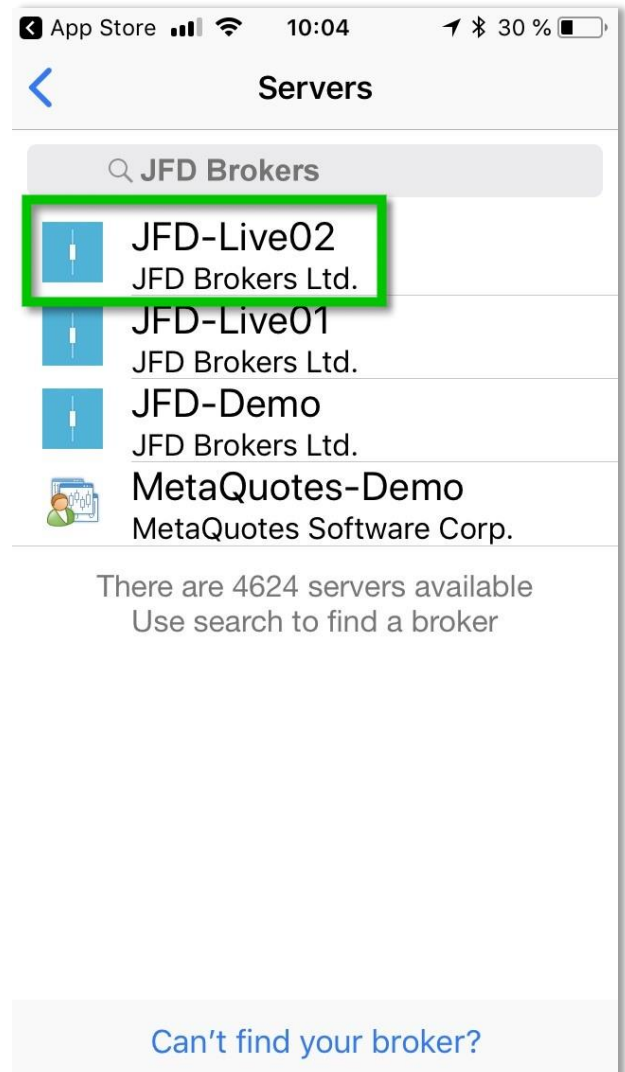 App Store 10:04 30 %
Servers
JFD Brokers
JFD-Live02
JFD Brokers Ltd.
JFD-Live01
JFD Brokers Ltd.
JFD-Demo
JFD Brokers Ltd.
MetaQuotes-Demo
MetaQuotes Software Corp.
There are 4624 servers available
Use search to find a broker
Can't find your broker?